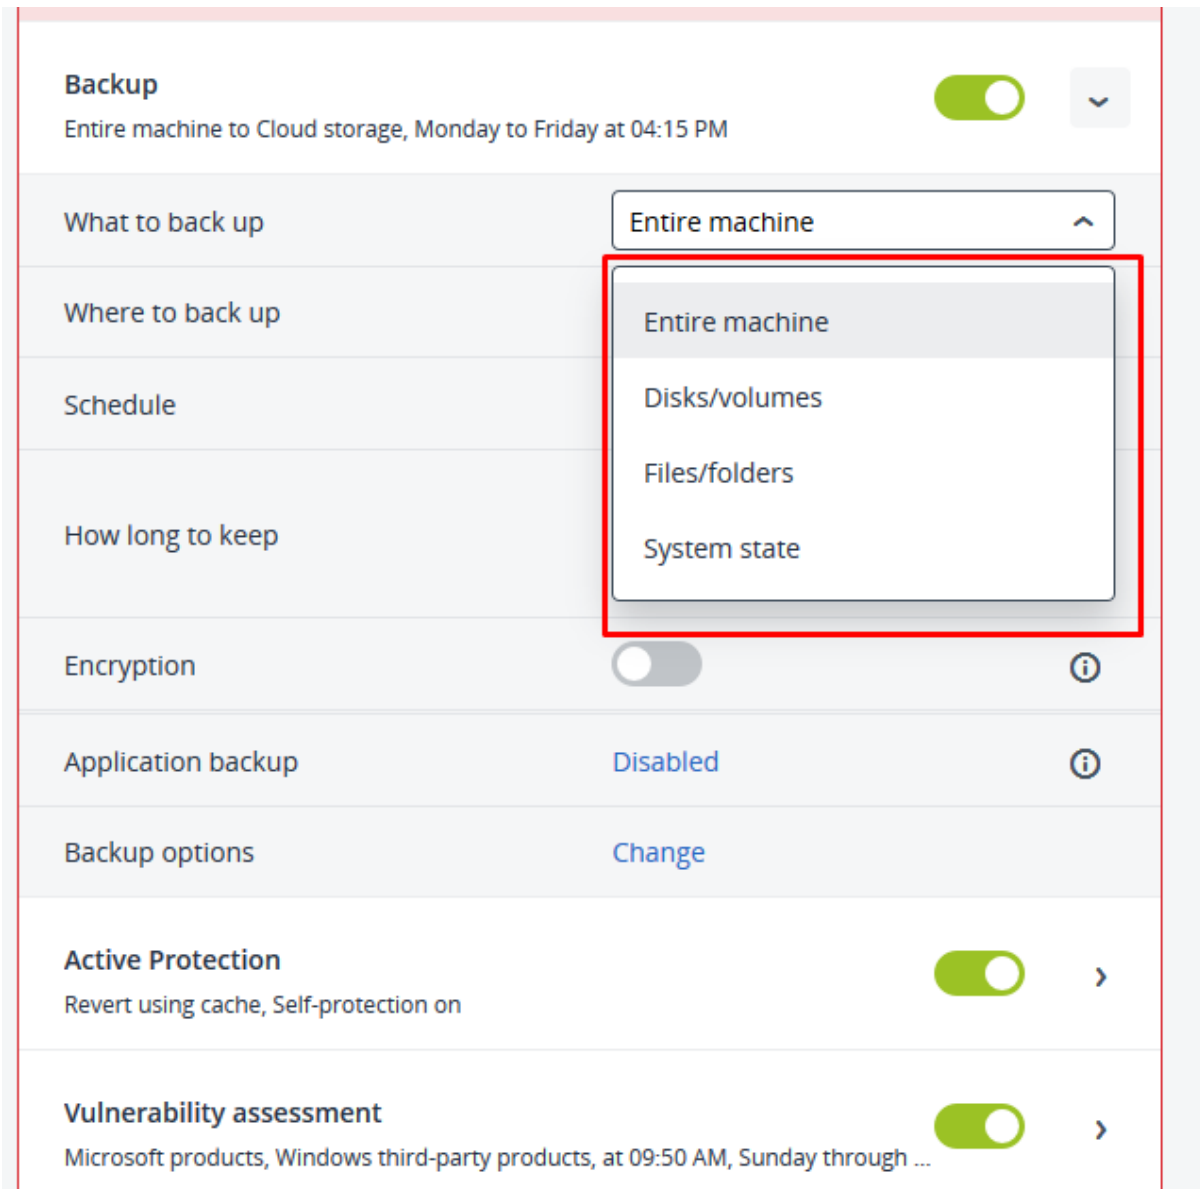 Backup
Entire machine to Cloud storage, Monday to Friday at 04:15 PM
What to back up
Entire machine
Where to back up
Entire machine
Disks/volumes
Schedule
Files/folders
How long to keep
System state
Encryption
Application backup
Disabled
Backup options
Change
Active Protection
Revert using cache, Self-protection on
Vulnerability assessment
Microsoft products, Windows third-party products, at 09:50 AM, Sunday through ...